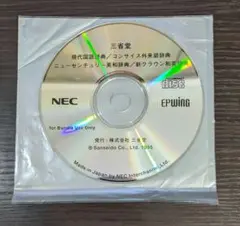 三省堂
現代国語辞典／コンサイス外来語辞典
ニューセンチュリー英和辞典／新クラウン和英辞典
NEC
COMPACT disc
EPWING
for Bundle Use Only
発行：株式会社 三省堂
© Sanseido Co., Ltd. 1995
Made in Japan by NEC Interchannel, Ltd.